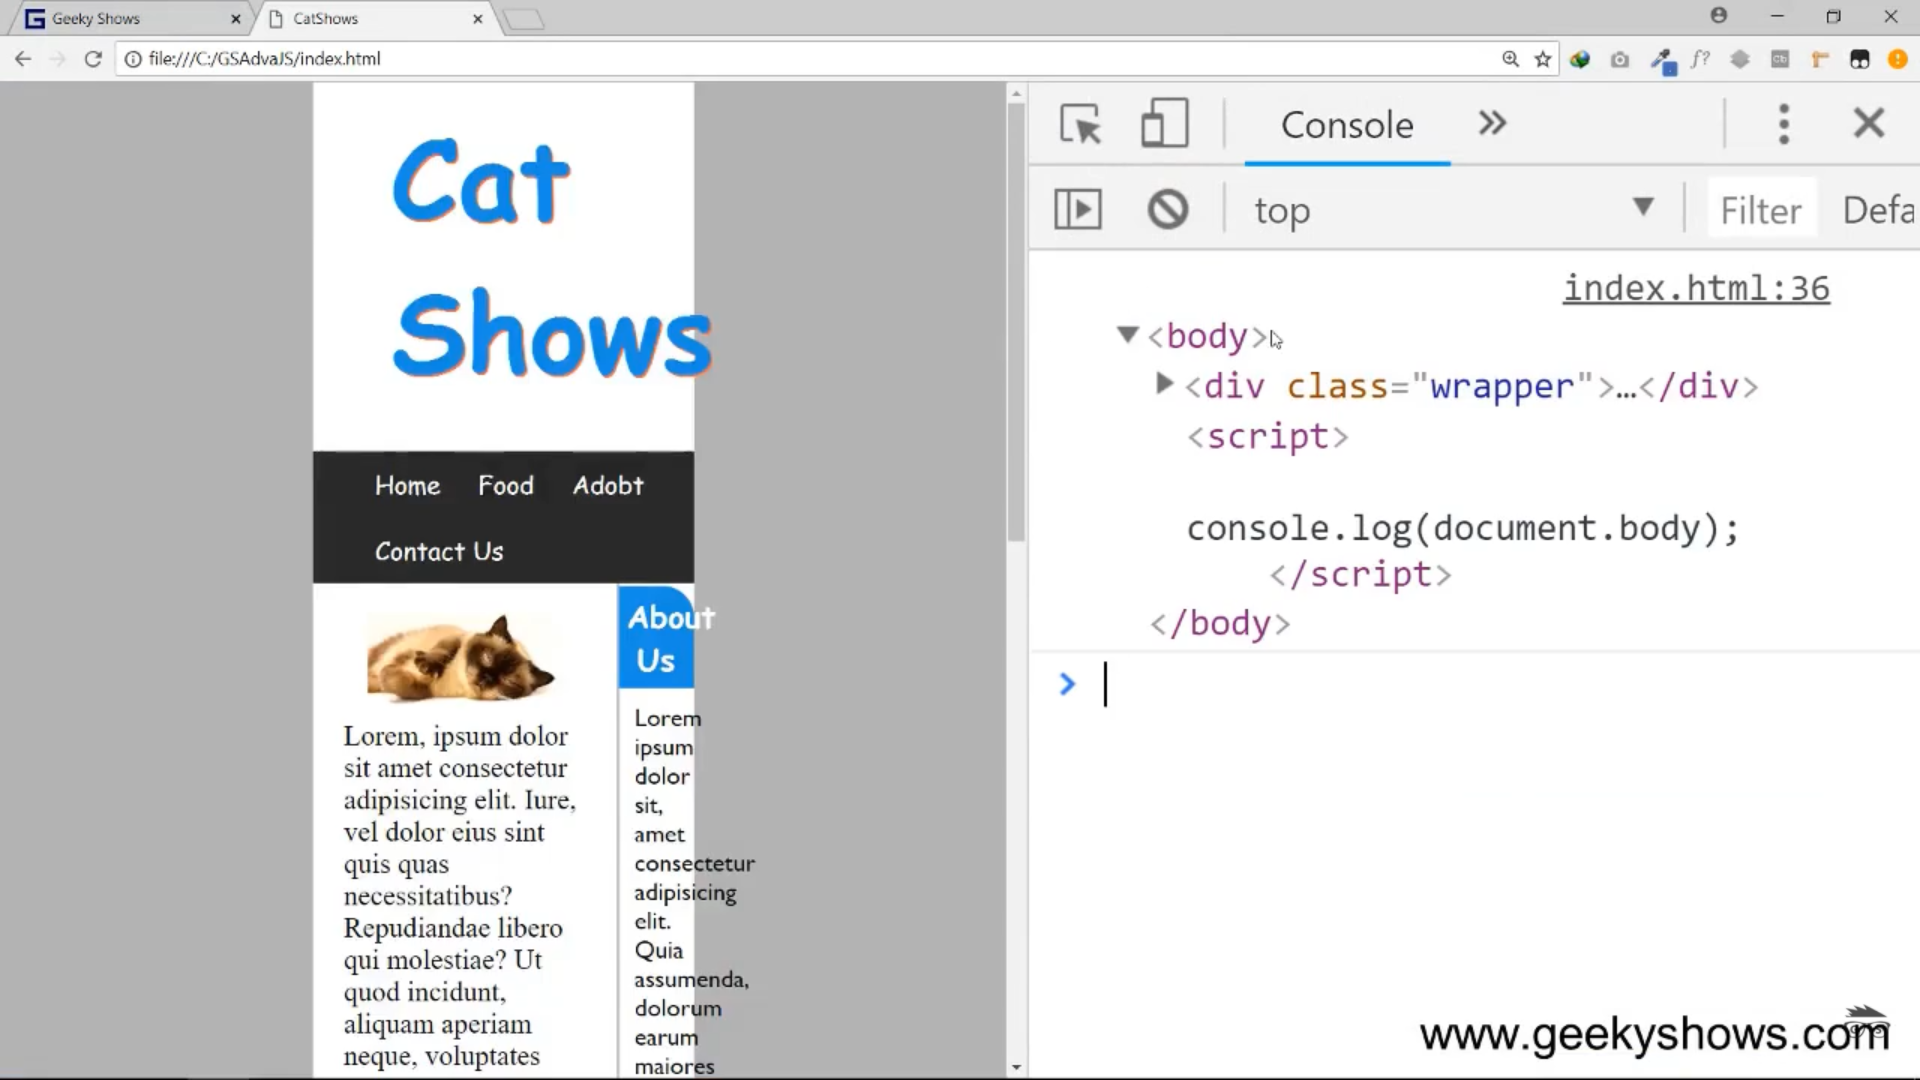 Geeky Shows
CatShows
file:///C:/GSAdvaJS/index.html
f?
Cb
Cat
Shows
Home Food Adobt
Contact Us
Lorem, ipsum dolor
sit amet consectetur
adipisicing elit. Iure,
vel dolor eius sint
quis quas
necessitatibus?
Repudiandae libero
qui molestiae? Ut
quod incidunt,
aliquam aperiam
neque, voluptates
About
Us
Lorem
ipsum
dolor
sit,
amet
consectetur
adipisicing
elit.
Quia
assumenda,
dolorum
earum
maiores
Console
top
Filter
Defa
index.html:36
<body>
<div class="wrapper">…</div>
<script>
console.log(document.body);
</script>
</body>
www.geekyshows.com